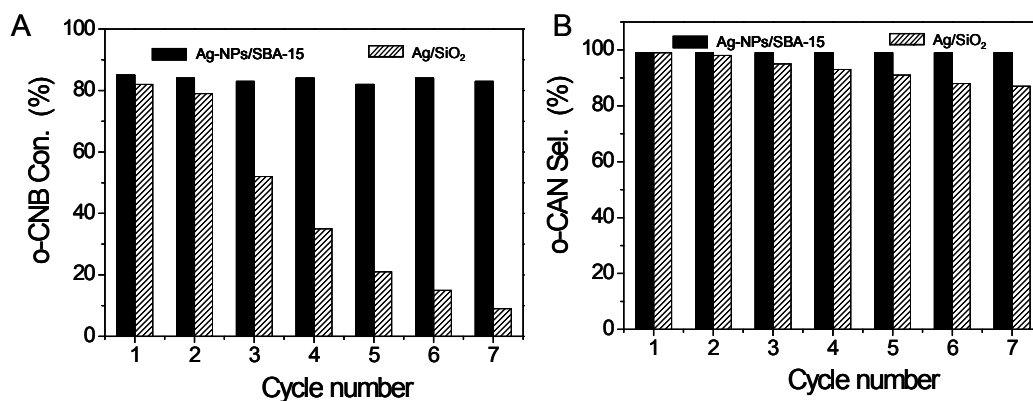 A
Ag-NPs/SBA-15
Ag/SiO₂
o-CNB Con. (%)
100
80
60
40
20
0
1 2 3 4 5 6 7
Cycle number
B
Ag-NPs/SBA-15
Ag/SiO₂
o-CAN Sel. (%)
100
80
60
40
20
0
1 2 3 4 5 6 7
Cycle number